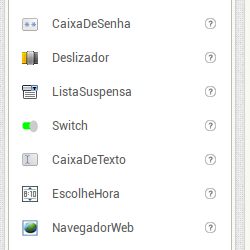 CaixaDeSenha
Deslizador
ListaSuspensa
Switch
CaixaDeTexto
EscolheHora
NavegadorWeb